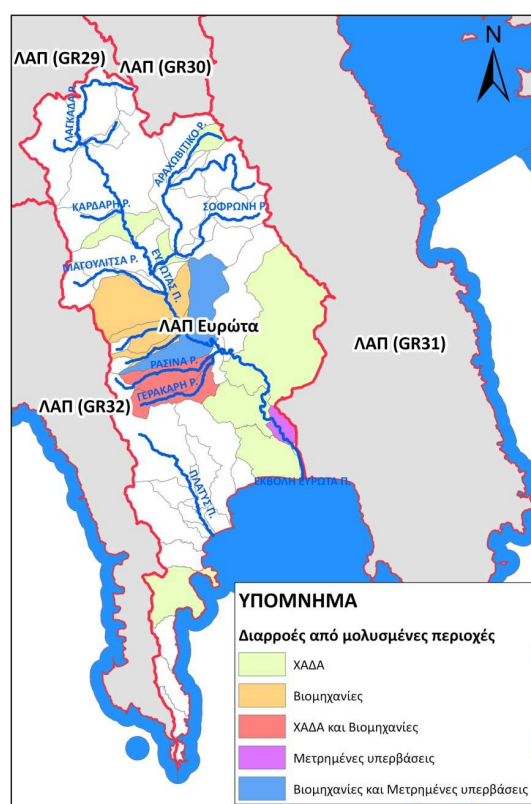 ΛΑΠ (GR29)
ΛΑΠ (GR30)
N
ΛΑΓΚΑΔΑ Ρ.
ΑΡΑΧΩΒΙΤΙΚΟ Ρ.
ΚΑΡΔΑΡΗ Ρ.
ΣΟΦΡΩΝΗ Ρ.
ΜΑΓΟΥΛΙΤΣΑ Ρ.
ΕΥΡΩΤΑΣ Π.
ΛΑΠ Ευρώτα
ΛΑΠ (GR31)
ΡΑΣΙΝΑ Ρ.
ΓΕΡΑΚΑΡΗ Ρ.
ΛΑΠ (GR32)
ΠΛΑΤΥΣ Π.
ΕΚΒΟΛΗ ΕΥΡΩΤΑ Π.
ΥΠΟΜΝΗΜΑ
Διαρροές από μολυσμένες περιοχές
ΧΑΔΑ
Βιομηχανίες
ΧΑΔΑ και Βιομηχανίες
Μετρημένες υπερβάσεις
Βιομηχανίες και Μετρημένες υπερβάσεις